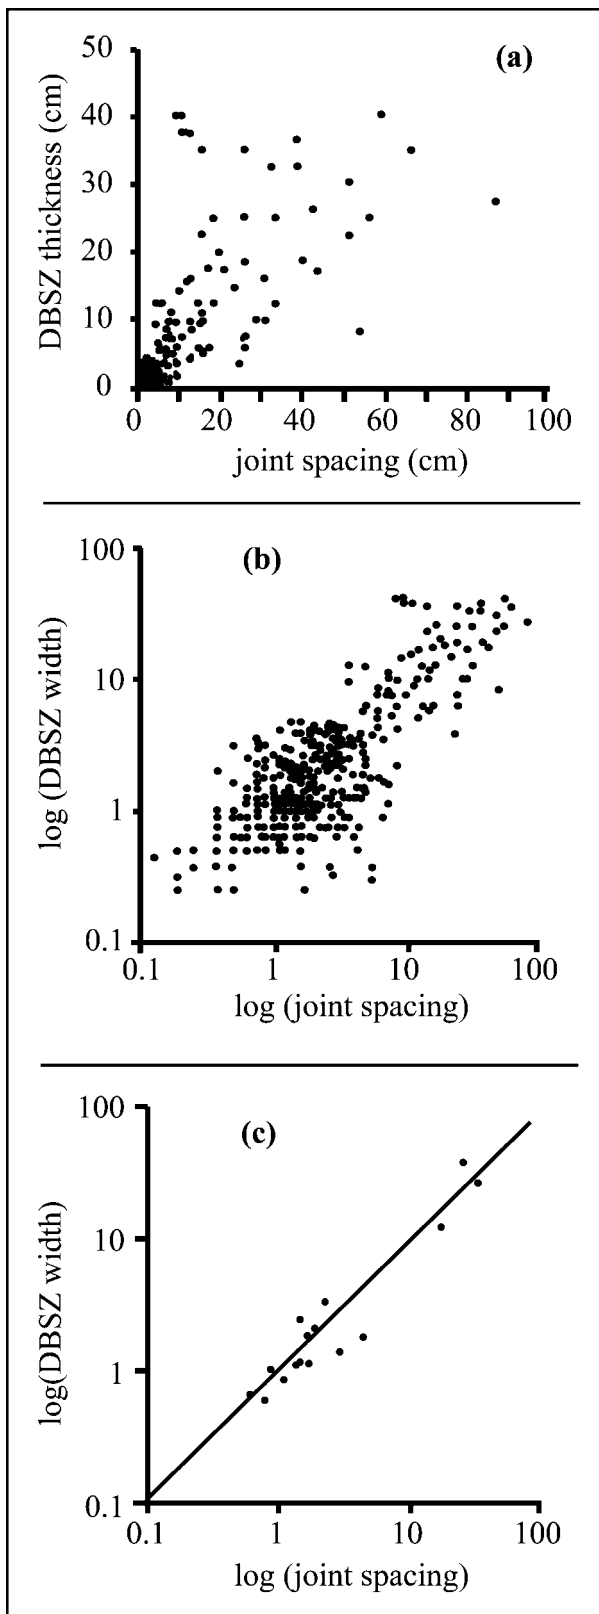 50
(a)
40
30
20
10
0
DBSZ thickness (cm)
0 20 40 60 80 100
joint spacing (cm)
100
(b)
10
1
0.1
log (DBSZ width)
0.1 1 10 100
log (joint spacing)
100
(c)
10
1
0.1
log(DBSZ width)
0.1 1 10 100
log (joint spacing)